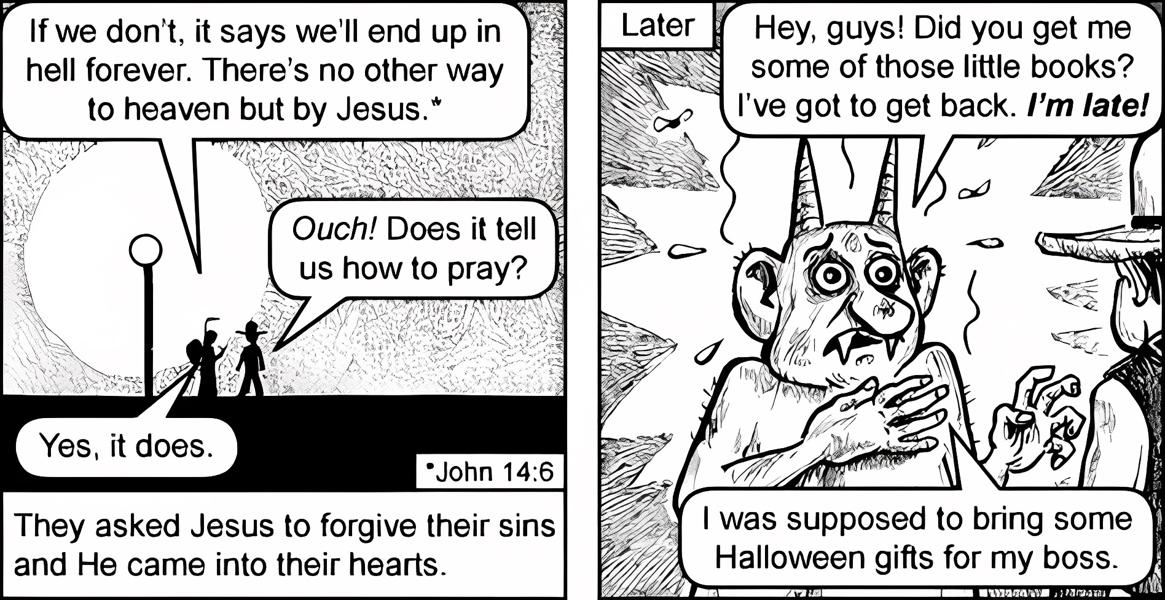 If we don't, it says we'll end up in
hell forever. There's no other way
to heaven but by Jesus.*
Ouch! Does it tell
us how to pray?
Yes, it does.
*John 14:6
They asked Jesus to forgive their sins
and He came into their hearts.
Later
Hey, guys! Did you get me
some of those little books?
I've got to get back. I'm late!
I was supposed to bring some
Halloween gifts for my boss.